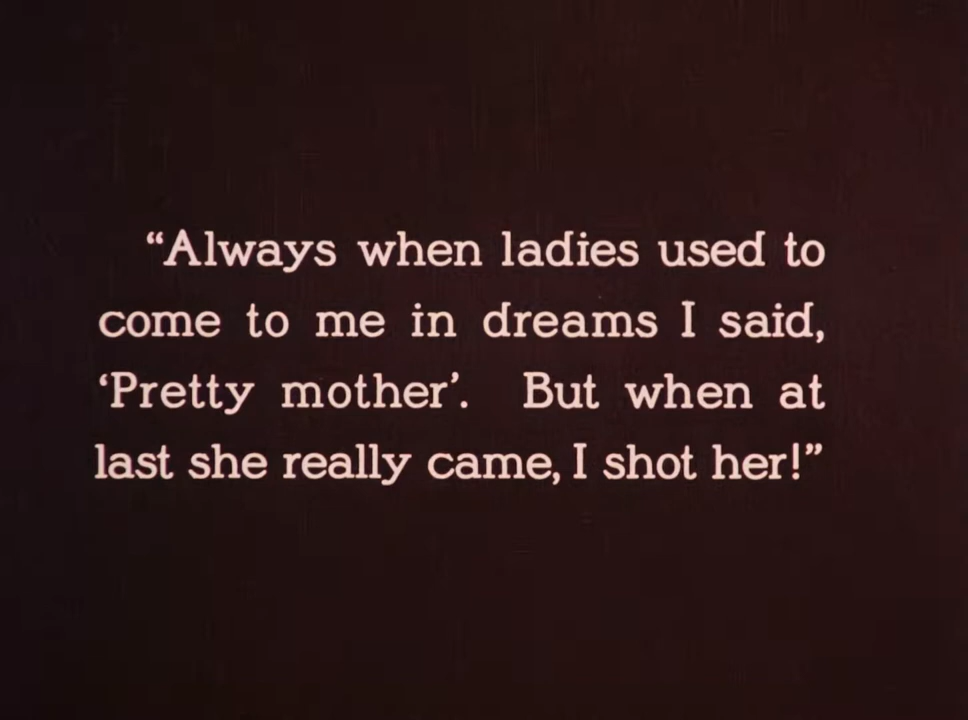 “Always when ladies used to
come to me in dreams I said,
‘Pretty mother’. But when at
last she really came, I shot her!”